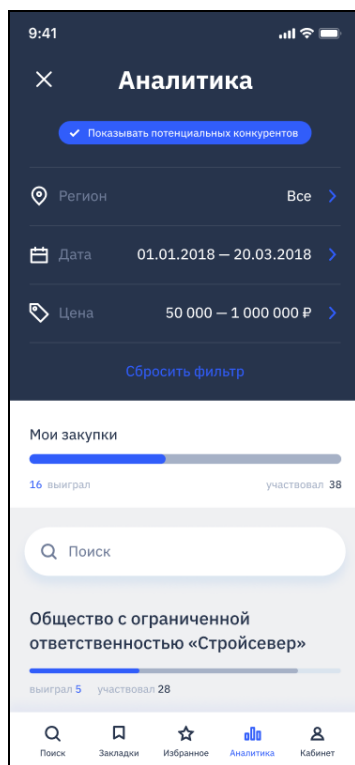 9:41
Аналитика
Показывать потенциальных конкурентов
Регион Все
Дата 01.01.2018 — 20.03.2018
Цена 50 000 — 1 000 000 ₽
Сбросить фильтр
Мои закупки
16 выиграл участвовал 38
Поиск
Общество с ограниченной
ответственностью «Стройсевер»
выиграл 5 участвовал 28
Поиск Закладки Избранное Аналитика Кабинет